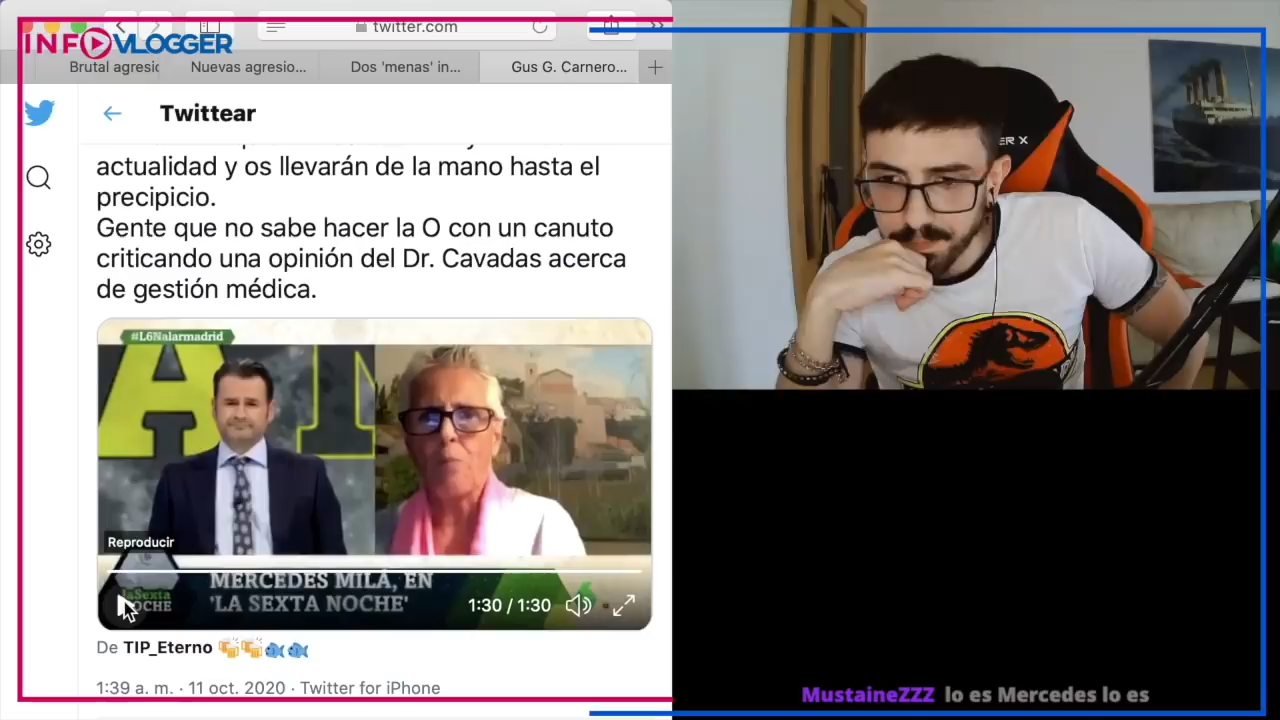 twitter.com
INFOVLOGGER
Brutal agresi
Nuevas agresio...
Dos 'menas' in...
Gus G. Carnero...
Twittear
actualidad y os llevarán de la mano hasta el
precipicio.
Gente que no sabe hacer la O con un canuto
criticando una opinión del Dr. Cavadas acerca
de gestión médica.
#L6Nalarmadrid
Reproducir
MERCEDES MILÁ, EN
'LA SEXTA NOCHE'
laSexta
NOCHE
1:30 / 1:30
De TIP_Eterno 🍻🍻🐟🐟
1:39 a. m. · 11 oct. 2020 · Twitter for iPhone
MustaineZZZ lo es Mercedes lo es